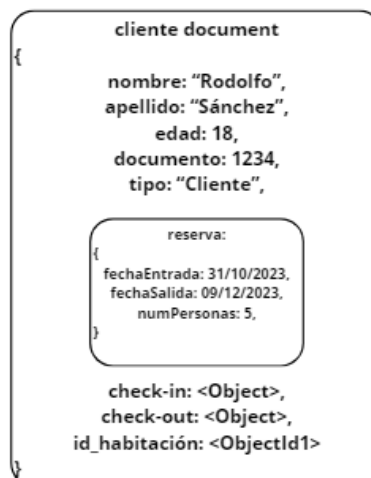 cliente document
{
nombre: “Rodolfo”,
apellido: “Sánchez”,
edad: 18,
documento: 1234,
tipo: “Cliente”,
reserva:
{
fechaEntrada: 31/10/2023,
fechaSalida: 09/12/2023,
numPersonas: 5,
}
check-in: <Object>,
check-out: <Object>,
id_habitación: <ObjectId1>
}